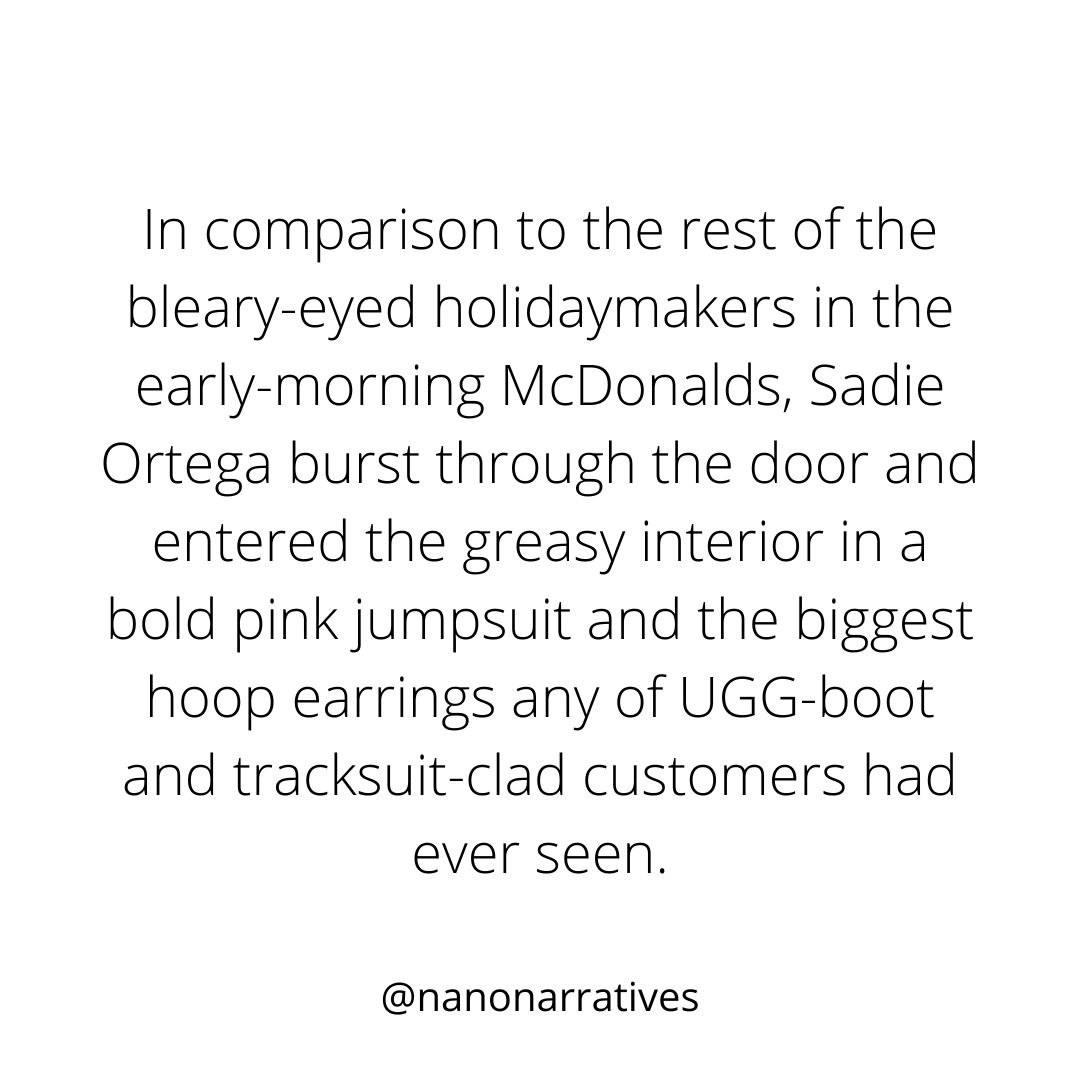 In comparison to the rest of the
bleary-eyed holidaymakers in the
early-morning McDonalds, Sadie
Ortega burst through the door and
entered the greasy interior in a
bold pink jumpsuit and the biggest
hoop earrings any of UGG-boot
and tracksuit-clad customers had
ever seen.
@nanonarratives